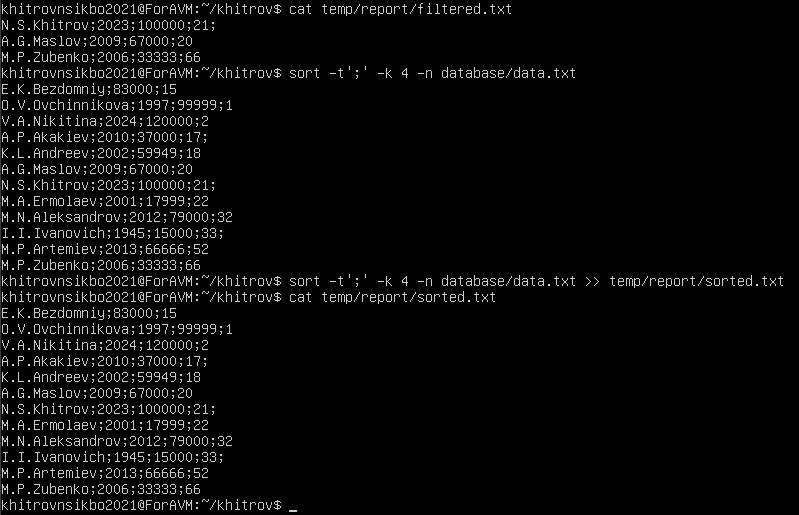 khitrovnsikbo2021@ForAVM:~/khitrov$ cat temp/report/filtered.txt
N.S.Khitrov;2023;100000;21;
A.G.Maslov;2009;67000;20
M.P.Zubenko;2006;33333;66
khitrovnsikbo2021@ForAVM:~/khitrov$ sort -t';' -k 4 -n database/data.txt
E.K.Bezdomniy;83000;15
O.V.Ovchinnikova;1997;99999;1
V.A.Nikitina;2024;120000;2
A.P.Akakiev;2010;37000;17;
K.L.Andreev;2002;59949;18
A.G.Maslov;2009;67000;20
N.S.Khitrov;2023;100000;21;
M.A.Ermolaev;2001;17999;22
M.N.Aleksandrov;2012;79000;32
I.I.Ivanovich;1945;15000;33;
M.P.Artemiev;2013;66666;52
M.P.Zubenko;2006;33333;66
khitrovnsikbo2021@ForAVM:~/khitrov$ sort -t';' -k 4 -n database/data.txt >> temp/report/sorted.txt
khitrovnsikbo2021@ForAVM:~/khitrov$ cat temp/report/sorted.txt
E.K.Bezdomniy;83000;15
O.V.Ovchinnikova;1997;99999;1
V.A.Nikitina;2024;120000;2
A.P.Akakiev;2010;37000;17;
K.L.Andreev;2002;59949;18
A.G.Maslov;2009;67000;20
N.S.Khitrov;2023;100000;21;
M.A.Ermolaev;2001;17999;22
M.N.Aleksandrov;2012;79000;32
I.I.Ivanovich;1945;15000;33;
M.P.Artemiev;2013;66666;52
M.P.Zubenko;2006;33333;66
khitrovnsikbo2021@ForAVM:~/khitrov$ _